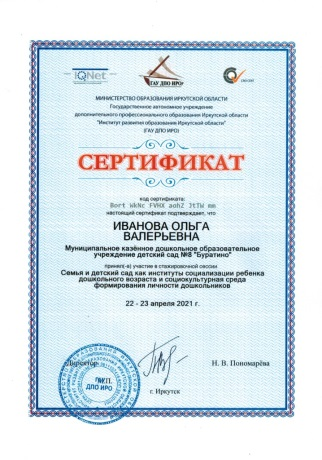 IQNet
ГАУ ДПО ИРО
МИНИСТЕРСТВО ОБРАЗОВАНИЯ ИРКУТСКОЙ ОБЛАСТИ
Государственное автономное учреждение
дополнительного профессионального образования Иркутской области
"Институт развития образования Иркутской области"
(ГАУ ДПО ИРО)
СЕРТИФИКАТ
код сертификата:
настоящий сертификат подтверждает, что
ИВАНОВА ОЛЬГА
ВАЛЕРЬЕВНА
Муниципальное казённое дошкольное образовательное
учреждение детский сад №8 "Буратино"
принял(-а) участие в стажировочной сессии
Семья и детский сад как институты социализации ребенка
дошкольного возраста и социокультурная среда
формирования личности дошкольников
22 - 23 апреля 2021 г.
Директор
Н. В. Пономарёва
М.П.
ДПО ИРО
г. Иркутск